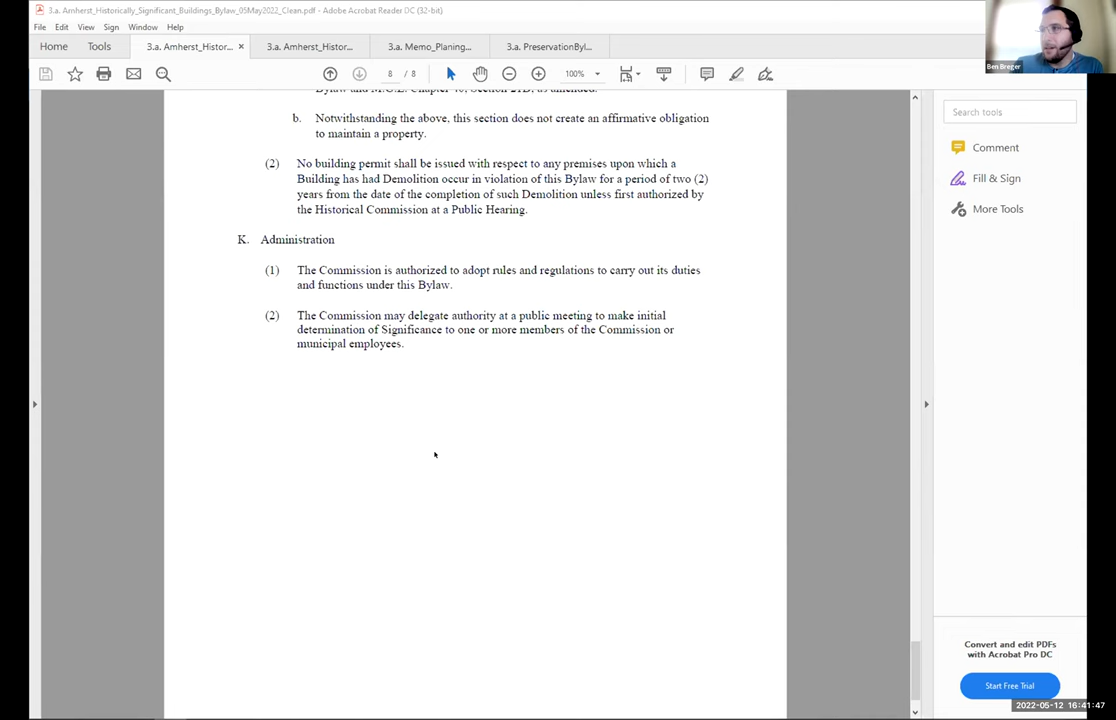 3.a. Amherst_Historically_Significant_Buildings_Bylaw_05May2022_Clean.pdf - Adobe Acrobat Reader DC (32-bit)
File Edit View Sign Window Help
Home Tools 3.a. Amherst_Histor... × 3.a. Amherst_Histor... 3.a. Memo_Planing... 3.a. PreservationByl...
8 / 8 100%
Ben Breger
Bylaw and M.G.L. Chapter 40, Section 21D, as amended.
b. Notwithstanding the above, this section does not create an affirmative obligation
to maintain a property.
(2) No building permit shall be issued with respect to any premises upon which a
Building has had Demolition occur in violation of this Bylaw for a period of two (2)
years from the date of the completion of such Demolition unless first authorized by
the Historical Commission at a Public Hearing.
K. Administration
(1) The Commission is authorized to adopt rules and regulations to carry out its duties
and functions under this Bylaw.
(2) The Commission may delegate authority at a public meeting to make initial
determination of Significance to one or more members of the Commission or
municipal employees.
Search tools
Comment
Fill & Sign
More Tools
Convert and edit PDFs
with Acrobat Pro DC
Start Free Trial
2022-05-12 16:41:47